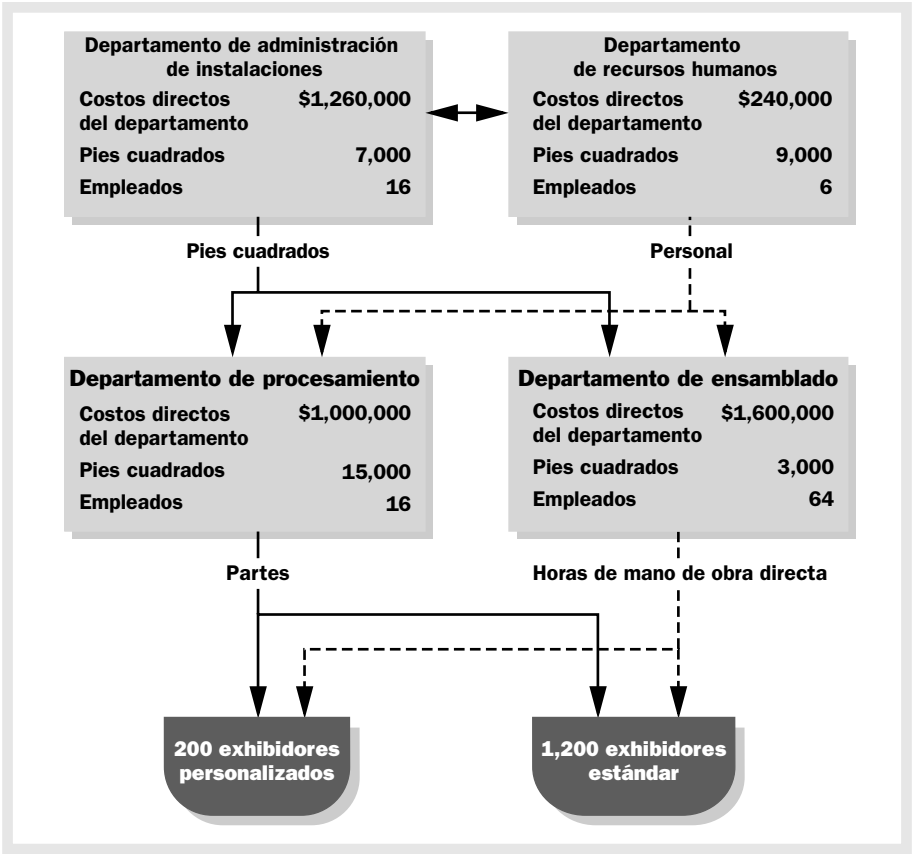 Departamento de administración
de instalaciones
Costos directos $1,260,000
del departamento
Pies cuadrados 7,000
Empleados 16
Departamento
de recursos humanos
Costos directos $240,000
del departamento
Pies cuadrados 9,000
Empleados 6
Pies cuadrados
Personal
Departamento de procesamiento
Costos directos $1,000,000
del departamento
Pies cuadrados 15,000
Empleados 16
Departamento de ensamblado
Costos directos $1,600,000
del departamento
Pies cuadrados 3,000
Empleados 64
Partes
Horas de mano de obra directa
200 exhibidores
personalizados
1,200 exhibidores
estándar